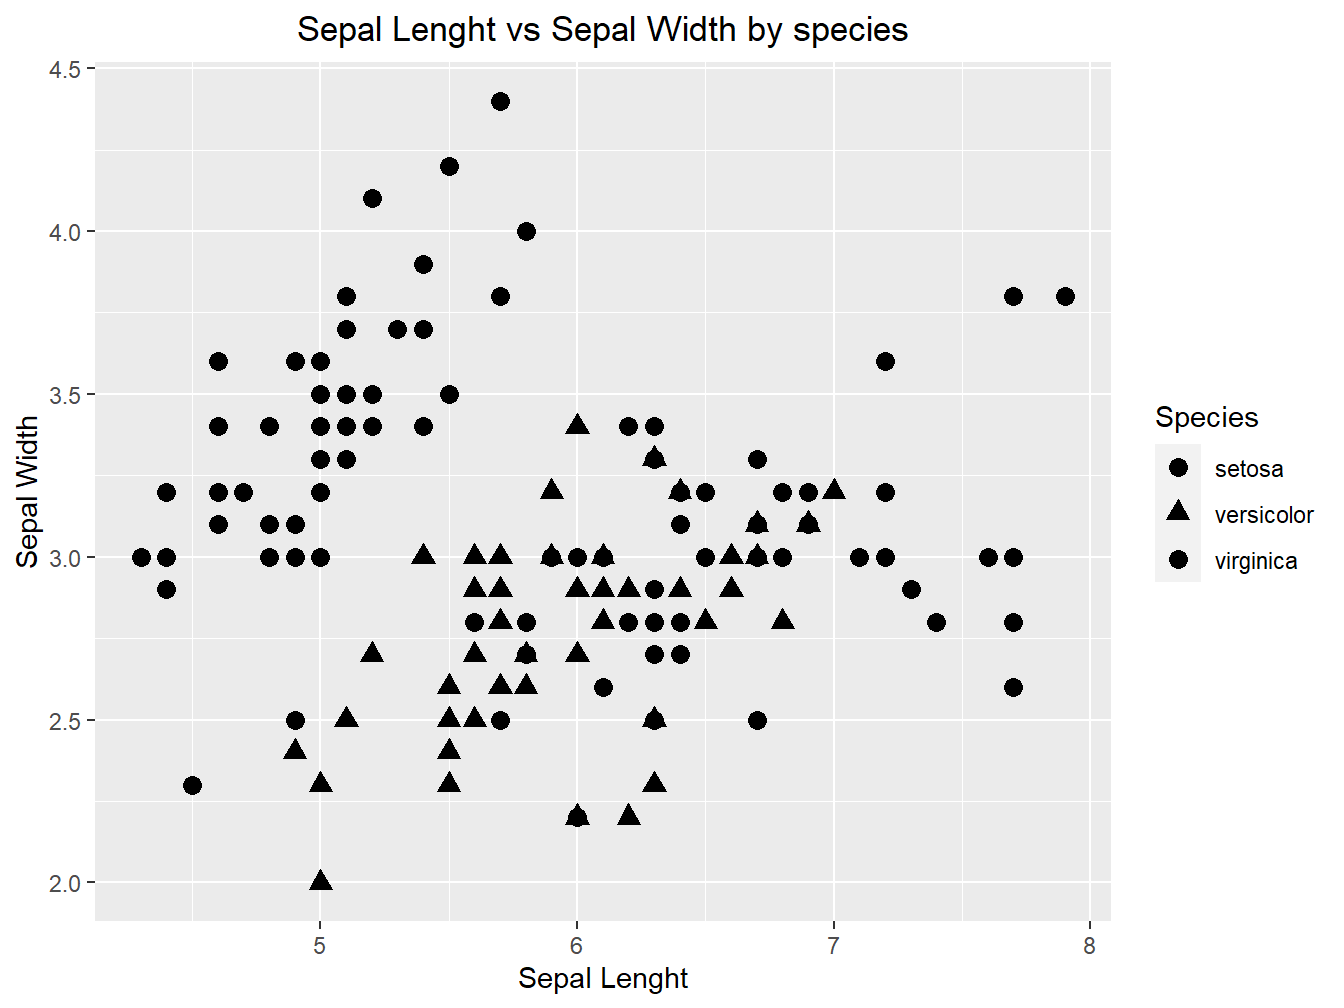 Sepal Lenght vs Sepal Width by species
4.5
4.0
3.5
3.0
2.5
2.0
Sepal Width
5 6 7 8
Sepal Lenght
Species
setosa
versicolor
virginica